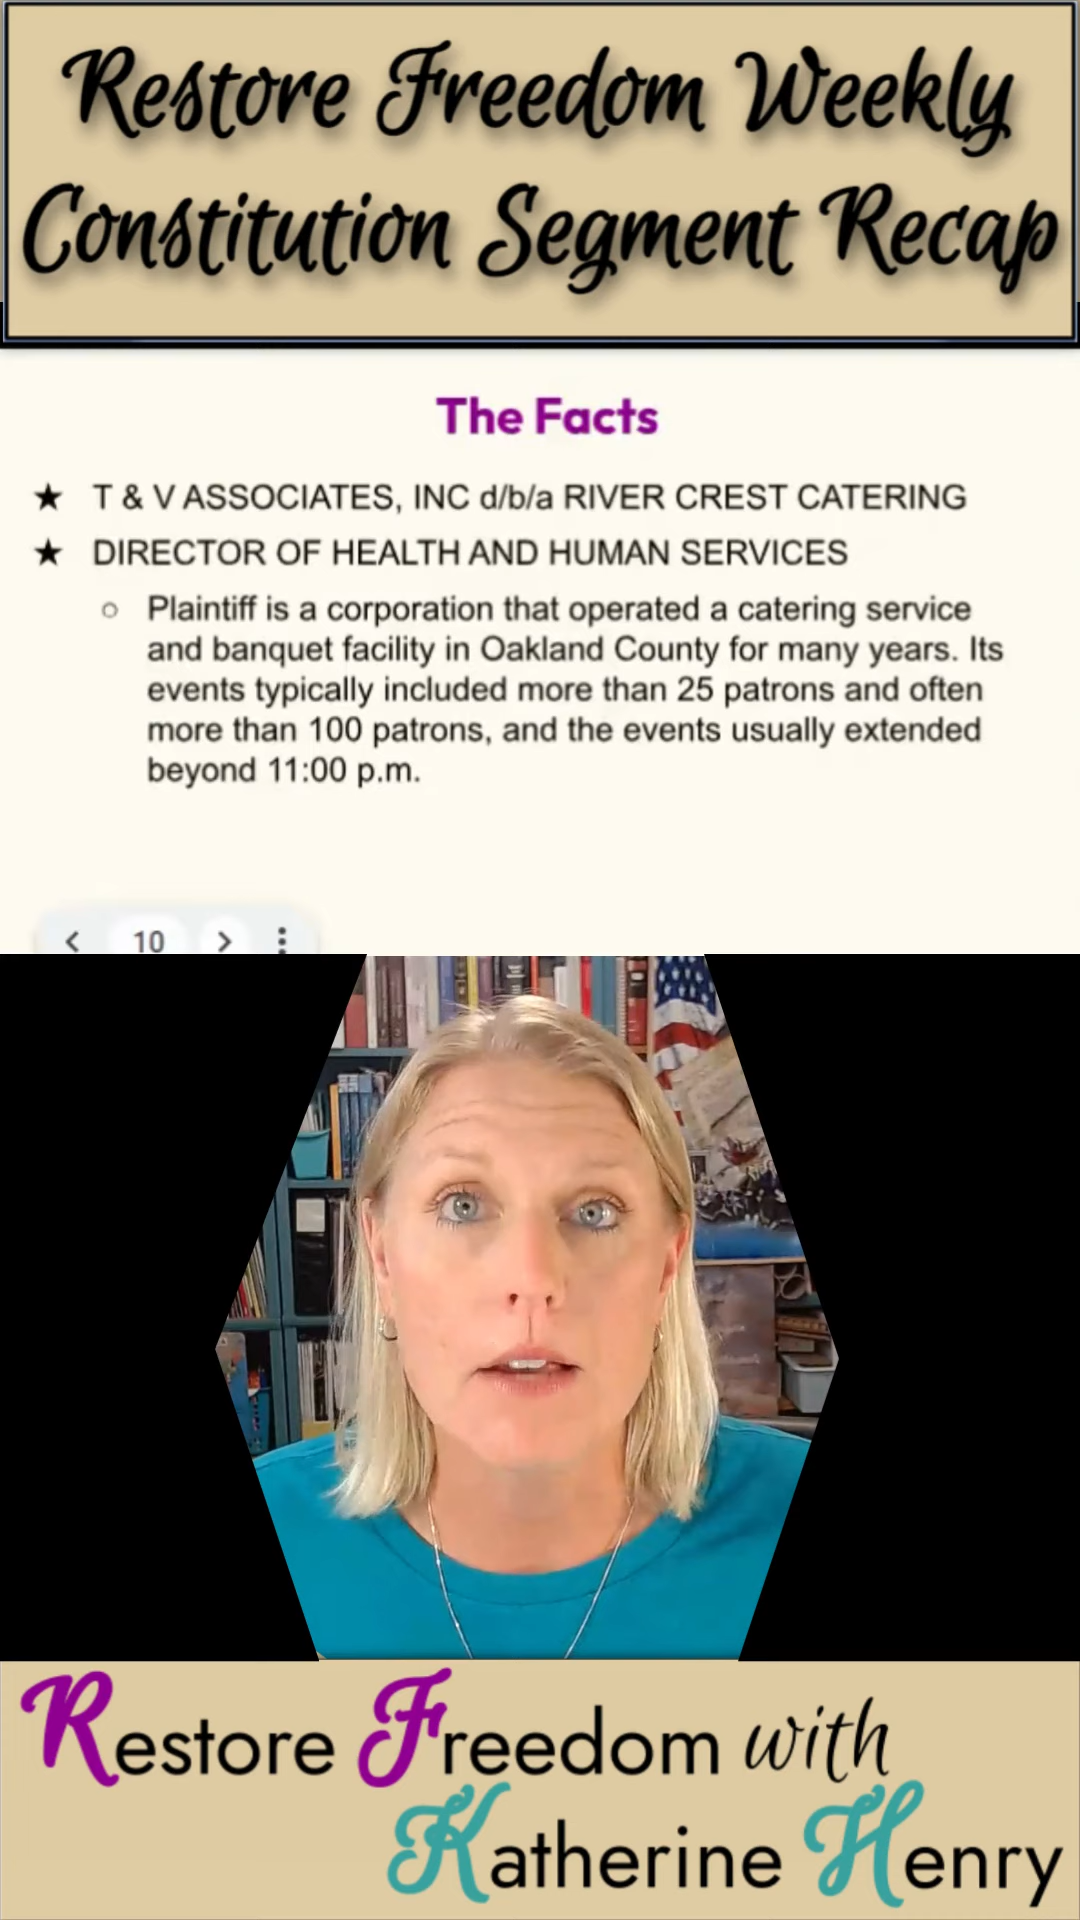 Restore Freedom Weekly
Constitution Segment Recap
The Facts
★ T & V ASSOCIATES, INC d/b/a RIVER CREST CATERING
★ DIRECTOR OF HEALTH AND HUMAN SERVICES
○ Plaintiff is a corporation that operated a catering service
and banquet facility in Oakland County for many years. Its
events typically included more than 25 patrons and often
more than 100 patrons, and the events usually extended
beyond 11:00 p.m.
10
Restore Freedom with
Katherine Henry